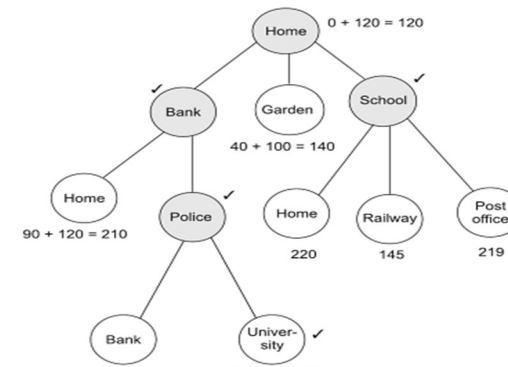 Home
0 + 120 = 120
✓
Bank
Garden
School
✓
40 + 100 = 140
Home
90 + 120 = 210
Police
✓
Home
220
Railway
145
Post
office
219
Bank
Univer-
sity
✓